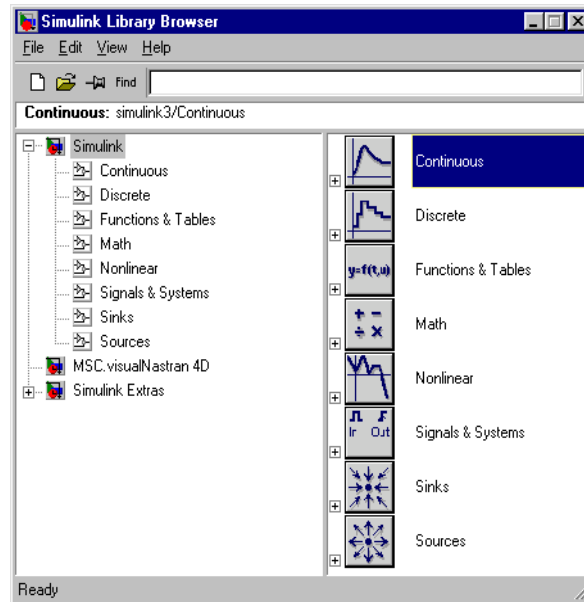 Simulink Library Browser
File Edit View Help
Find
Continuous: simulink3/Continuous
Simulink
Continuous
Discrete
Functions & Tables
Math
Nonlinear
Signals & Systems
Sinks
Sources
MSC.visualNastran 4D
Simulink Extras
Continuous
Discrete
y=f(t,u) Functions & Tables
Math
Nonlinear
In Out Signals & Systems
Sinks
Sources
Ready